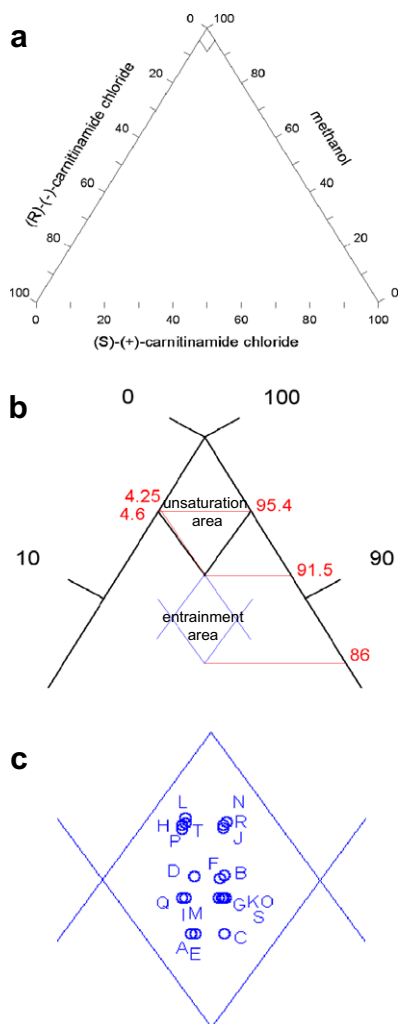 a
0 100
20 80
40 60
60 40
80 20
100 0
(R)-(-)-carnitinamide chloride
methanol
0 20 40 60 80 100
(S)-(+)-carnitinamide chloride
b
0 100
4.25
4.6
unsaturation
area
95.4
10 90
91.5
entrainment
area
86
c
L N
H T R
P J
D F B
Q I M G K O
S
A E C